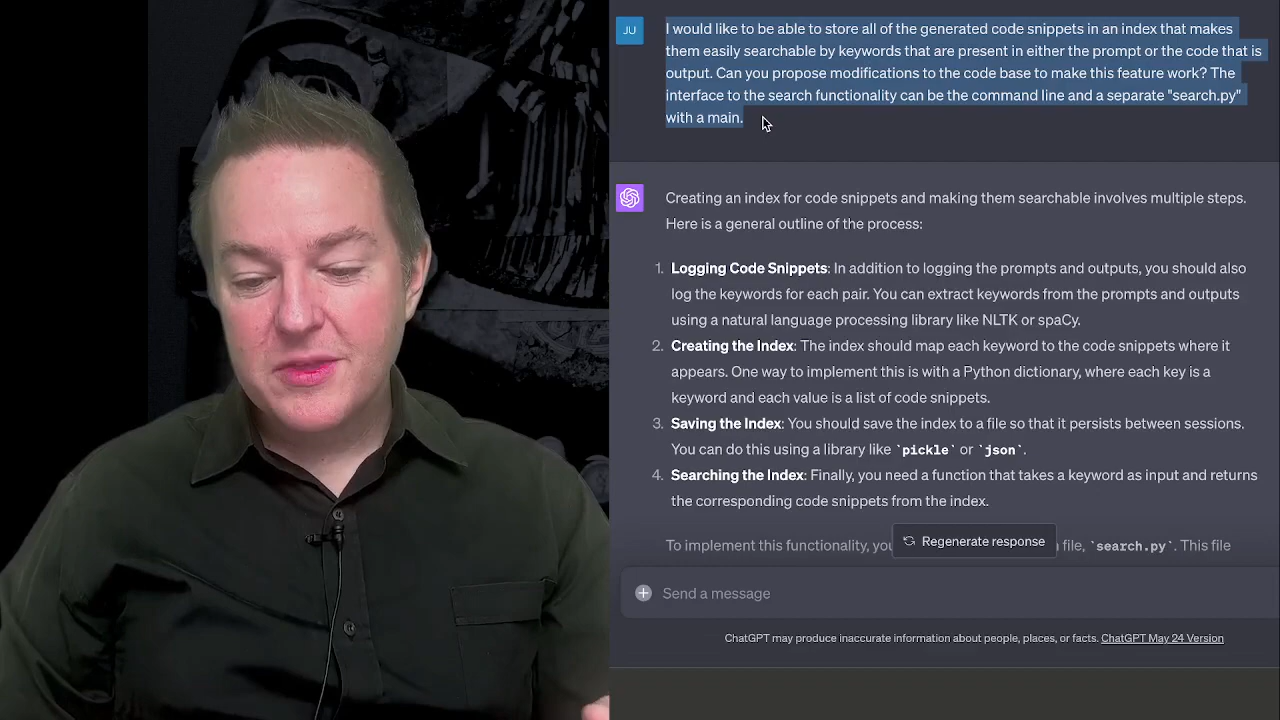 JU
I would like to be able to store all of the generated code snippets in an index that makes
them easily searchable by keywords that are present in either the prompt or the code that is
output. Can you propose modifications to the code base to make this feature work? The
interface to the search functionality can be the command line and a separate "search.py"
with a main.
Creating an index for code snippets and making them searchable involves multiple steps.
Here is a general outline of the process:
1. Logging Code Snippets: In addition to logging the prompts and outputs, you should also
log the keywords for each pair. You can extract keywords from the prompts and outputs
using a natural language processing library like NLTK or spaCy.
2. Creating the Index: The index should map each keyword to the code snippets where it
appears. One way to implement this is with a Python dictionary, where each key is a
keyword and each value is a list of code snippets.
3. Saving the Index: You should save the index to a file so that it persists between sessions.
You can do this using a library like `pickle` or `json`.
4. Searching the Index: Finally, you need a function that takes a keyword as input and returns
the corresponding code snippets from the index.
To implement this functionality, you file, `search.py`. This file
Regenerate response
Send a message
ChatGPT may produce inaccurate information about people, places, or facts. ChatGPT May 24 Version